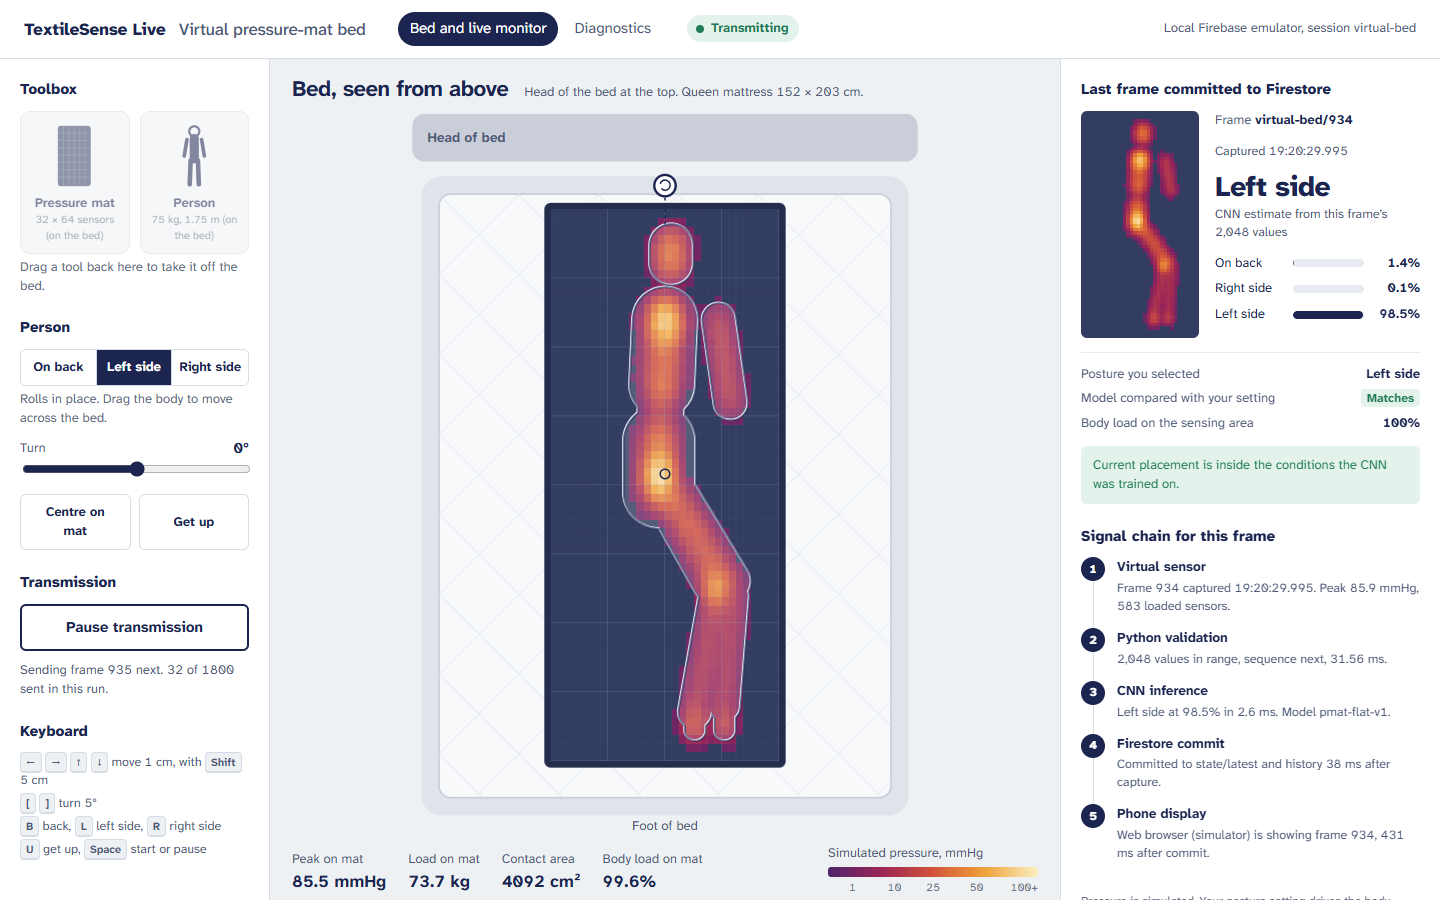 TextileSense Live Virtual pressure-mat bed Bed and live monitor Diagnostics Transmitting Local Firebase emulator, session virtual-bed
Toolbox
Pressure mat
32 × 64 sensors
(on the bed)
Person
75 kg, 1.75 m (on
the bed)
Drag a tool back here to take it off the
bed.
Person
On back Left side Right side
Rolls in place. Drag the body to move
across the bed.
Turn 0°
Centre on
mat
Get up
Transmission
Pause transmission
Sending frame 935 next. 32 of 1800
sent in this run.
Keyboard
← → ↑ ↓ move 1 cm, with Shift
5 cm
[ ] turn 5°
B back, L left side, R right side
U get up, Space start or pause
Bed, seen from above Head of the bed at the top. Queen mattress 152 × 203 cm.
Head of bed
Foot of bed
Peak on mat
85.5 mmHg
Load on mat
73.7 kg
Contact area
4092 cm²
Body load on mat
99.6%
Simulated pressure, mmHg
1 10 25 50 100+
Last frame committed to Firestore
Frame virtual-bed/934
Captured 19:20:29.995
Left side
CNN estimate from this frame's
2,048 values
On back 1.4%
Right side 0.1%
Left side 98.5%
Posture you selected Left side
Model compared with your setting Matches
Body load on the sensing area 100%
Current placement is inside the conditions the CNN
was trained on.
Signal chain for this frame
1 Virtual sensor
Frame 934 captured 19:20:29.995. Peak 85.9 mmHg,
583 loaded sensors.
2 Python validation
2,048 values in range, sequence next, 31.56 ms.
3 CNN inference
Left side at 98.5% in 2.6 ms. Model pmat-flat-v1.
4 Firestore commit
Committed to state/latest and history 38 ms after
capture.
5 Phone display
Web browser (simulator) is showing frame 934, 431
ms after commit.
Pressure is simulated. Your posture setting drives the body